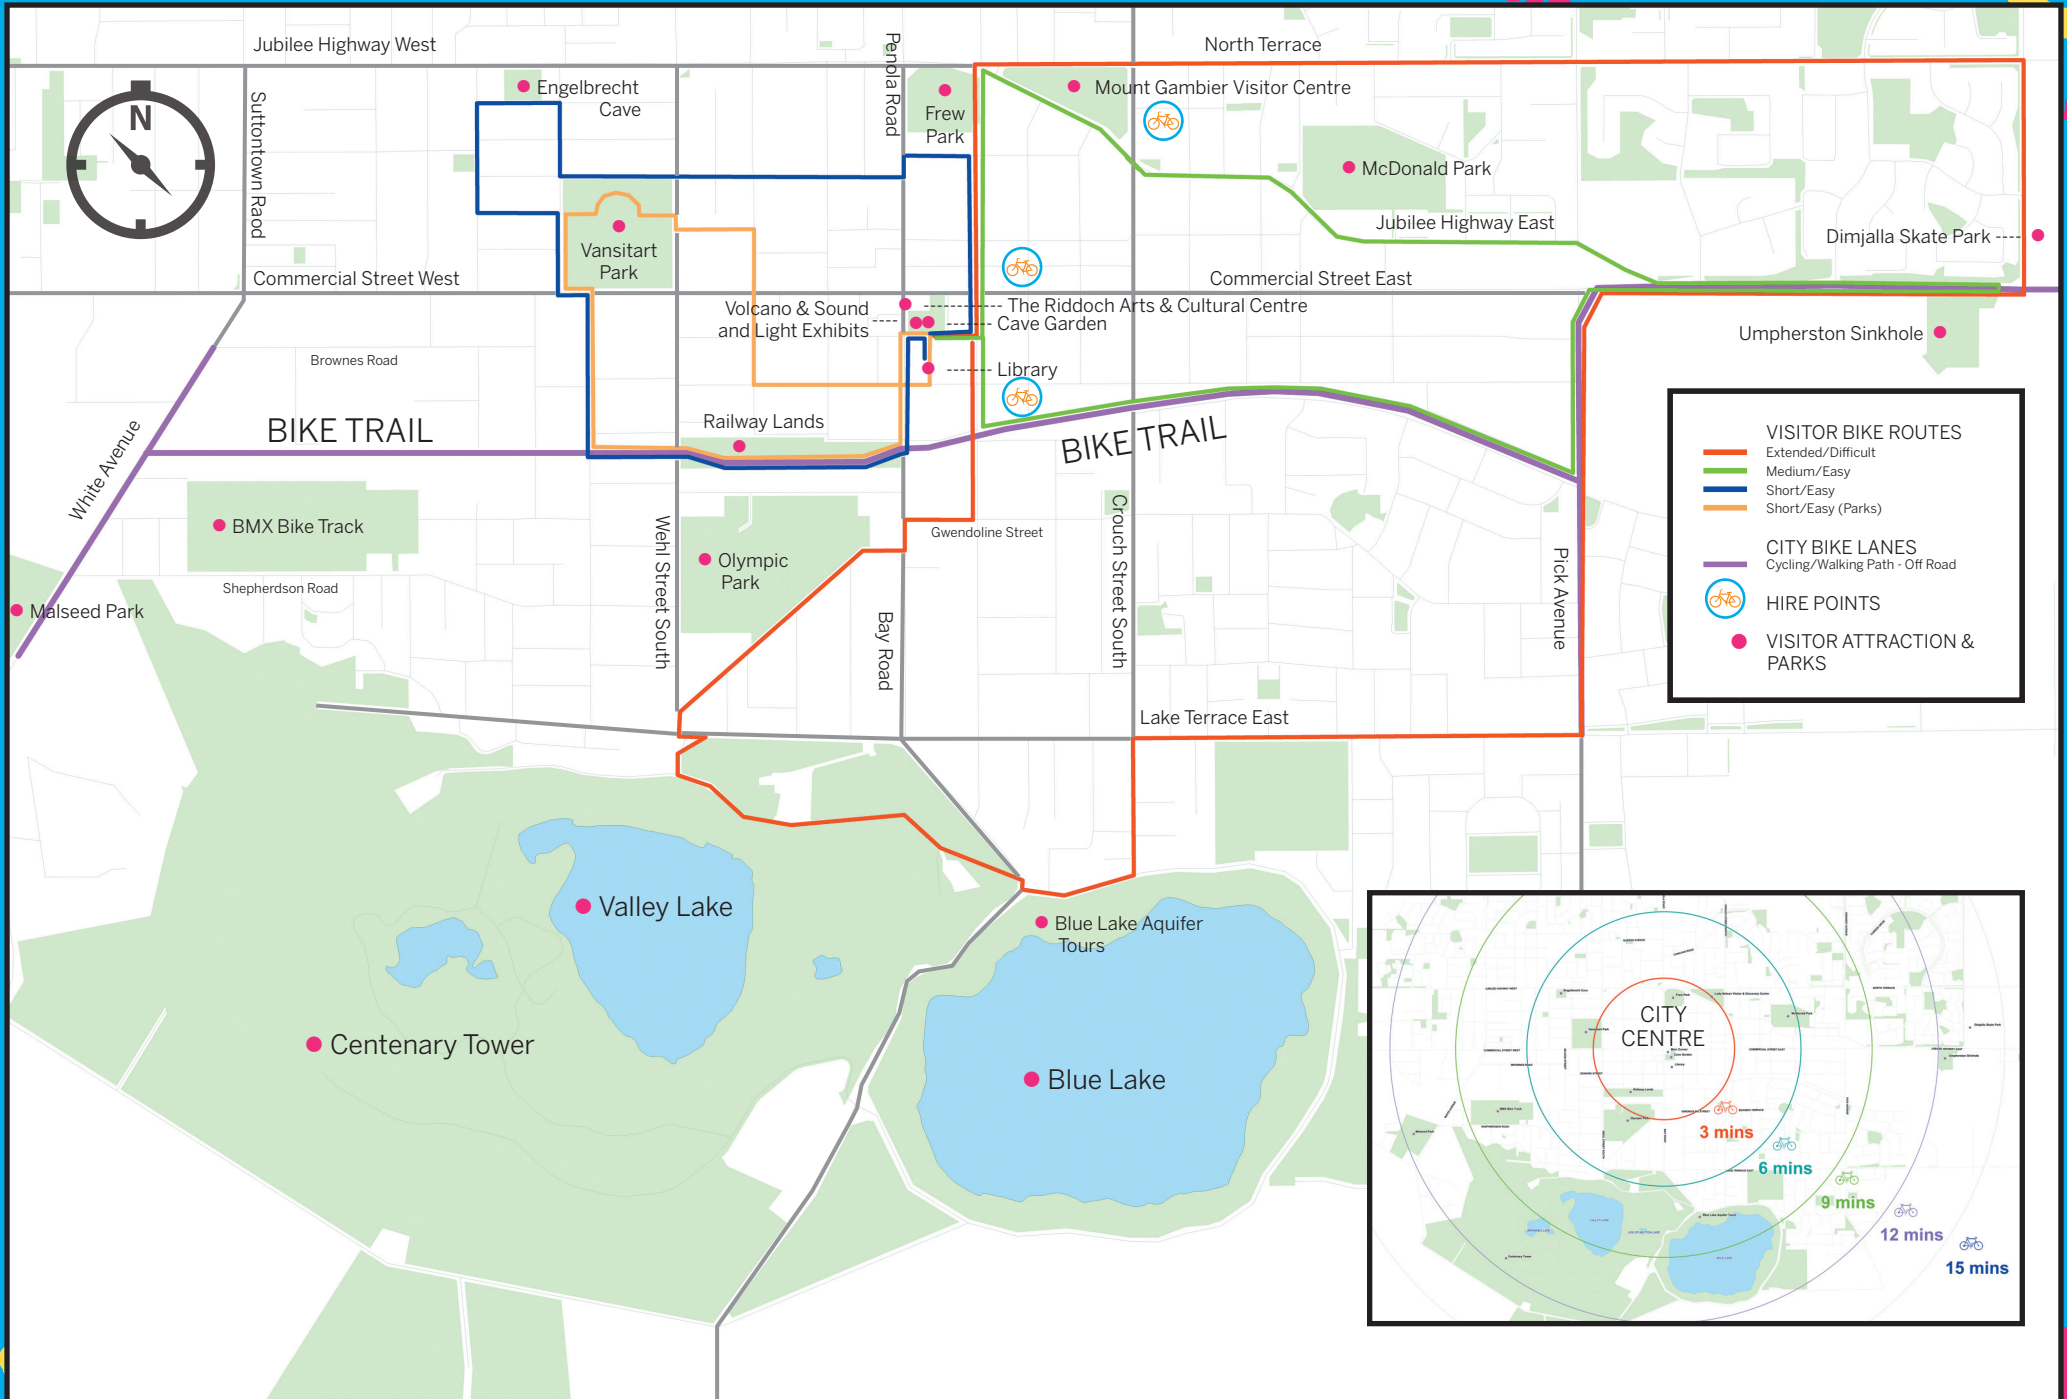 Jubilee Highway West
Penola Road
North Terrace
N
Suttontown Raod
Engelbrecht
Cave
Frew
Park
Mount Gambier Visitor Centre
McDonald Park
Vansitart
Park
Jubilee Highway East
Dimjalla Skate Park
Commercial Street West
Commercial Street East
Volcano & Sound
and Light Exhibits
The Riddoch Arts & Cultural Centre
Cave Garden
Umpherston Sinkhole
Brownes Road
Library
White Avenue
BIKE TRAIL
Railway Lands
BIKE TRAIL
VISITOR BIKE ROUTES
Extended/Difficult
Medium/Easy
Short/Easy
Short/Easy (Parks)
CITY BIKE LANES
Cycling/Walking Path - Off Road
HIRE POINTS
VISITOR ATTRACTION &
PARKS
BMX Bike Track
Wehl Street South
Gwendoline Street
Crouch Street South
Pick Avenue
Olympic
Park
Shepherdson Road
Malseed Park
Bay Road
Lake Terrace East
Valley Lake
Blue Lake Aquifer
Tours
Centenary Tower
Blue Lake
CITY
CENTRE
3 mins
6 mins
9 mins
12 mins
15 mins